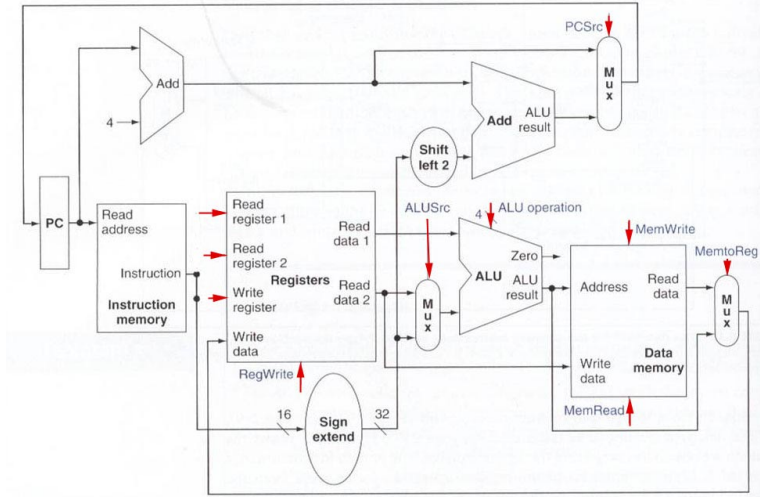 PCSrc
M
u
x
Add
4
Add
ALU
result
Shift
left 2
PC
Read
address
Instruction
Instruction
memory
Read
register 1
Read
register 2
Write
register
Write
data
Registers
Read
data 1
Read
data 2
RegWrite
ALUSrc
M
u
x
4
ALU operation
Zero
ALU
ALU
result
MemWrite
Address
Read
data
Write
data
Data
memory
MemRead
MemtoReg
M
u
x
16
Sign
extend
32